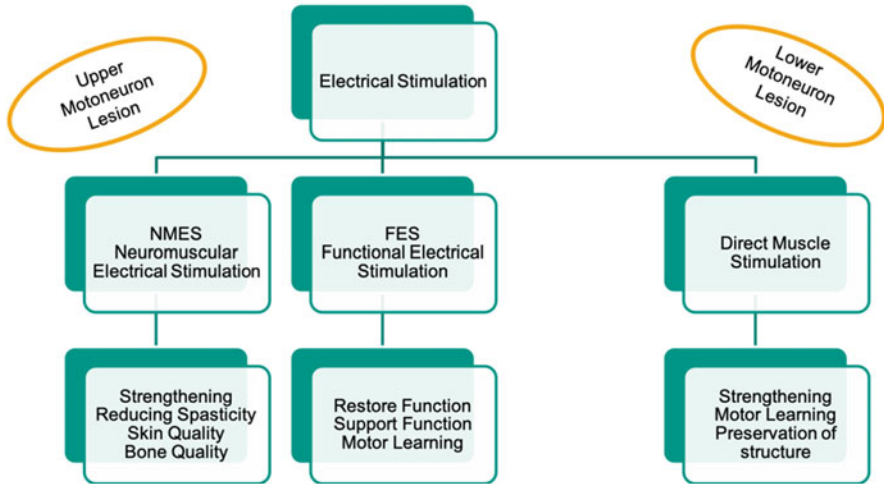 Upper
Motoneuron
Lesion
Electrical Stimulation
Lower
Motoneuron
Lesion
NMES
Neuromuscular
Electrical Stimulation
FES
Functional Electrical
Stimulation
Direct Muscle
Stimulation
Strengthening
Reducing Spasticity
Skin Quality
Bone Quality
Restore Function
Support Function
Motor Learning
Strengthening
Motor Learning
Preservation of
structure